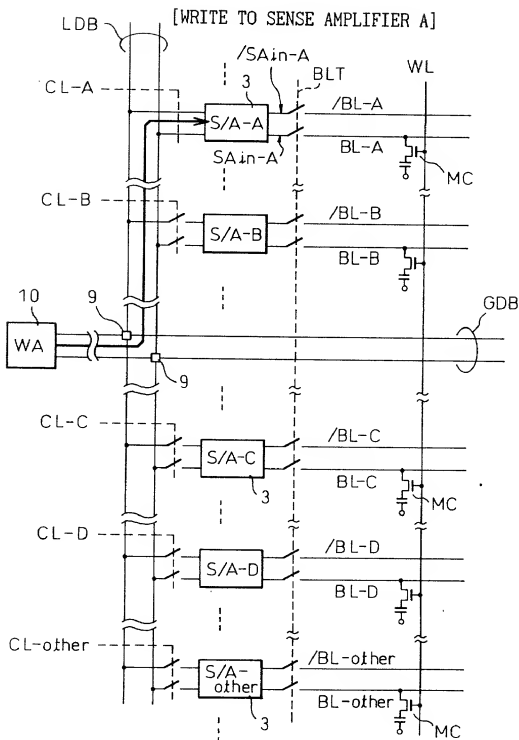 [WRITE TO SENSE AMPLIFIER A]
LDB
/SAin-A
BLT
WL
CL-A
3
/BL-A
S/A-A
BL-A
SAin-A
MC
CL-B
/BL-B
S/A-B
BL-B
10
9
GDB
WA
9
CL-C
/BL-C
S/A-C
BL-C
3
MC
CL-D
/BL-D
S/A-D
BL-D
CL-other
/BL-other
S/A-
other
BL-other
3
MC